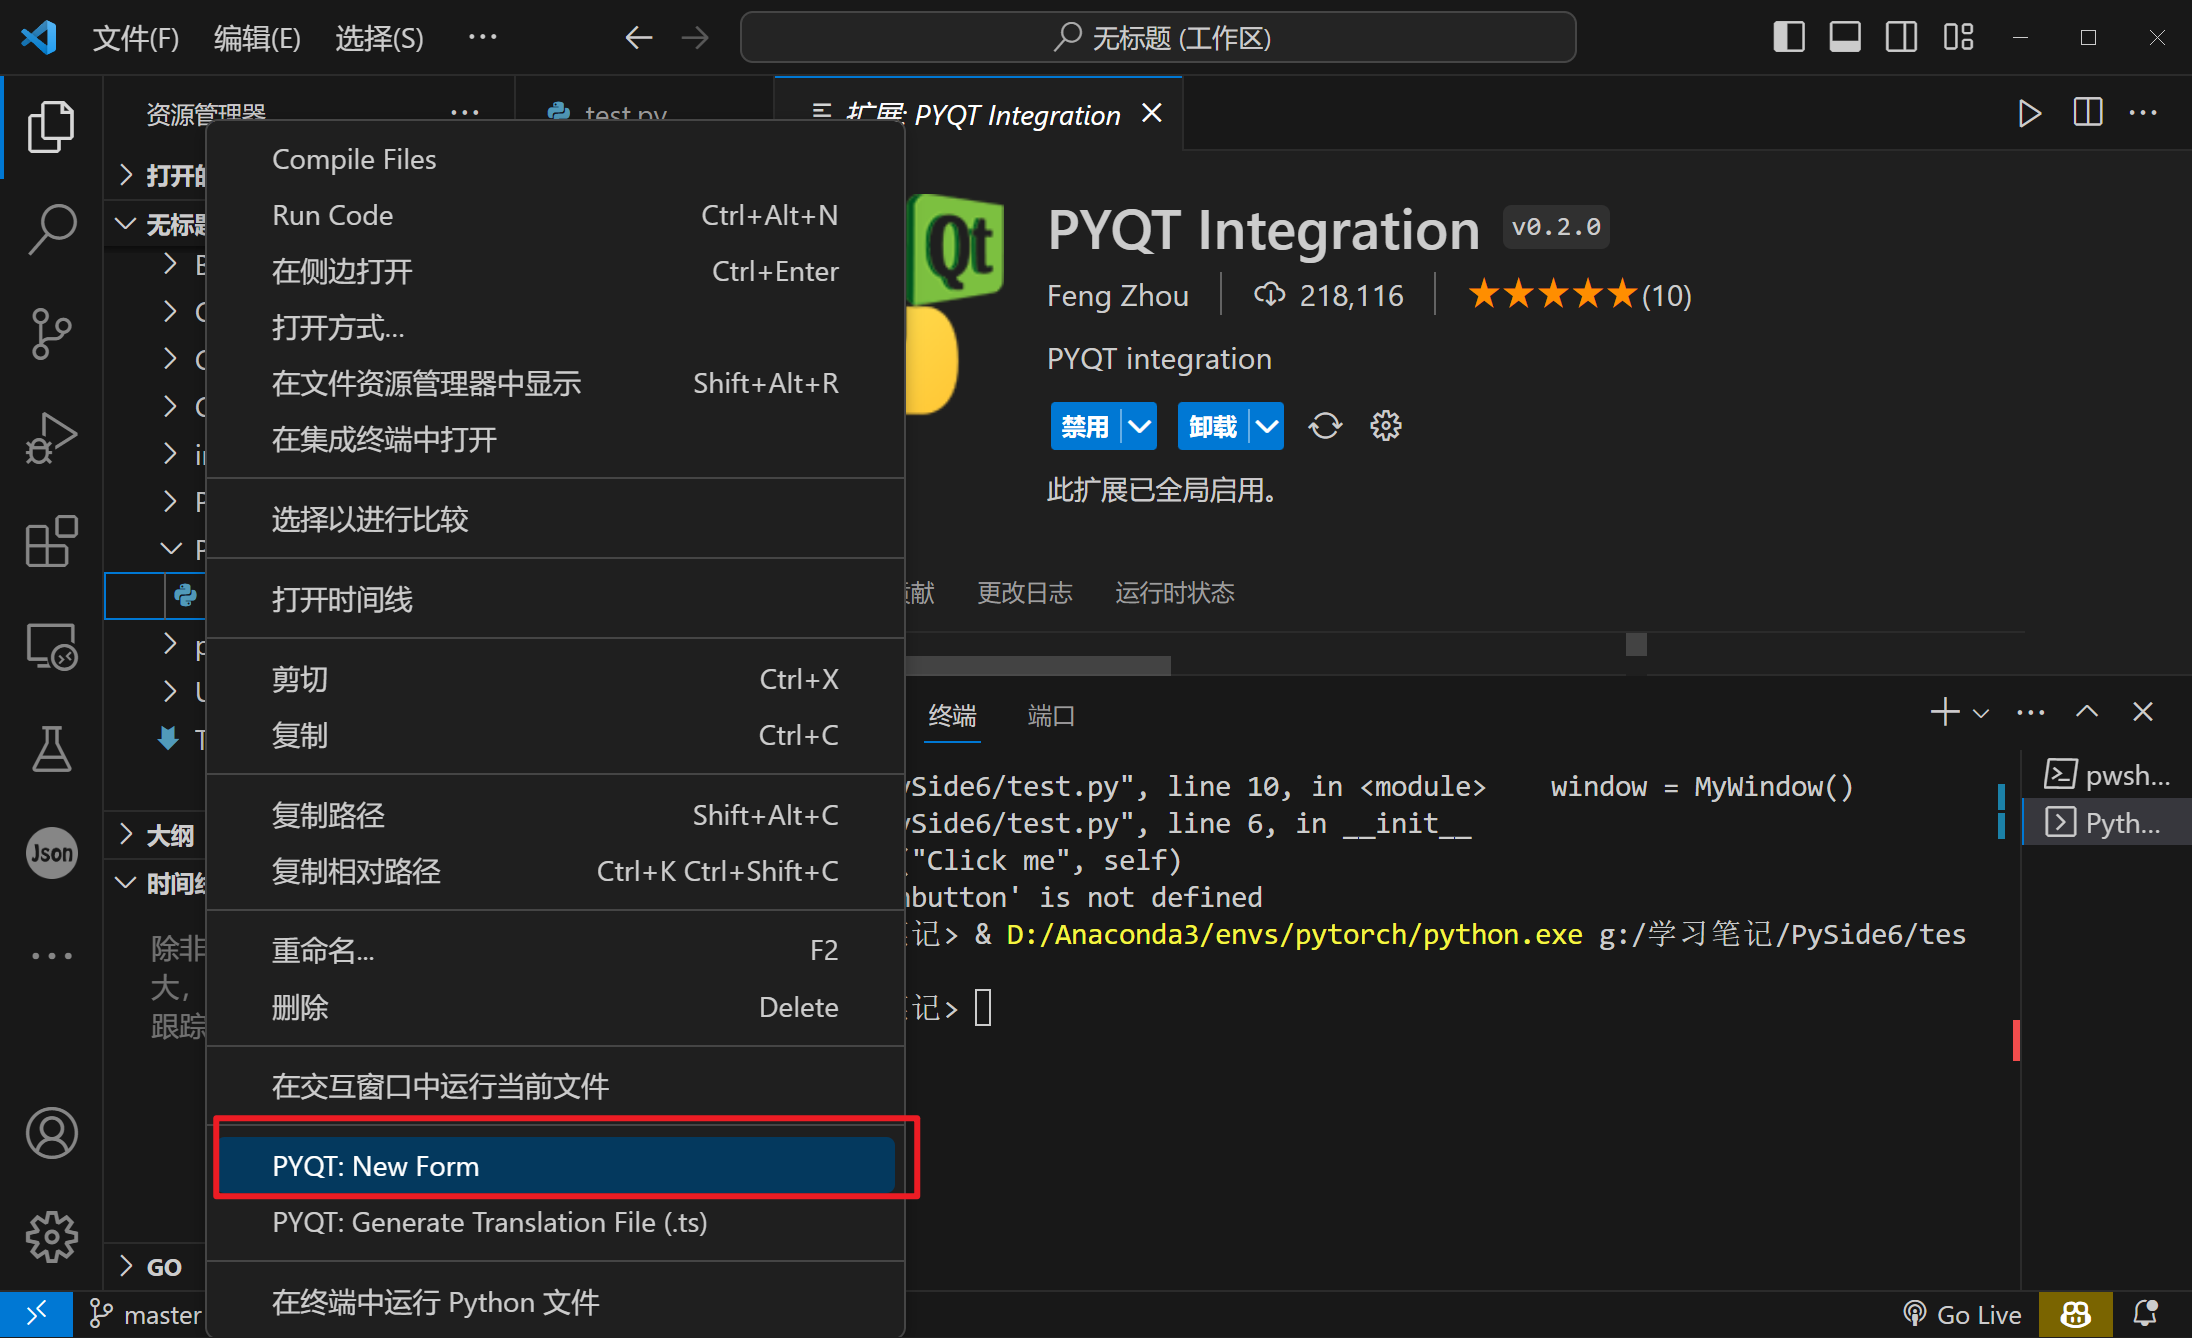 文件(F) 编辑(E) 选择(S) ··· 无标题 (工作区)
资源管理器 ··· test.py 扩展: PYQT Integration
打开的
无标题
GO
大纲
时间线
除非
大，
跟踪
master
Json
Compile Files
Run Code Ctrl+Alt+N
在侧边打开 Ctrl+Enter
打开方式...
在文件资源管理器中显示 Shift+Alt+R
在集成终端中打开
选择以进行比较
打开时间线
剪切 Ctrl+X
复制 Ctrl+C
复制路径 Shift+Alt+C
复制相对路径 Ctrl+K Ctrl+Shift+C
重命名... F2
删除 Delete
在交互窗口中运行当前文件
PYQT: New Form
PYQT: Generate Translation File (.ts)
在终端中运行 Python 文件
Qt
PYQT Integration v0.2.0
Feng Zhou 218,116 ★★★★★(10)
PYQT integration
禁用 卸载
此扩展已全局启用。
献 更改日志 运行时状态
终端 端口
ySide6/test.py", line 10, in <module> window = MyWindow()
ySide6/test.py", line 6, in __init__
("Click me", self)
nbutton' is not defined
记> & D:/Anaconda3/envs/pytorch/python.exe g:/学习笔记/PySide6/tes
记>
pwsh...
Pyth...
Go Live